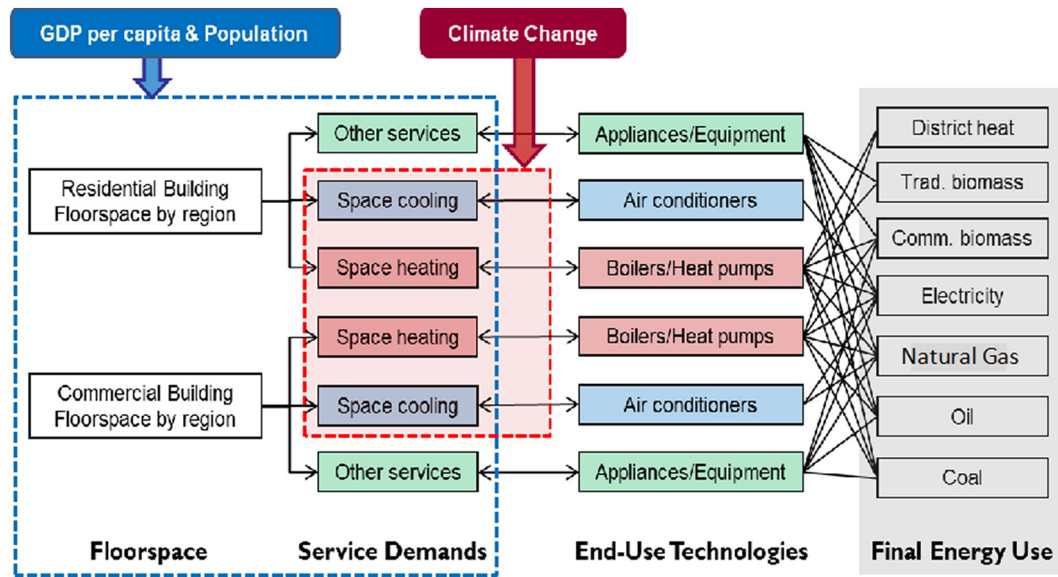 GDP per capita & Population
Climate Change
Other services
Appliances/Equipment
District heat
Residential Building
Floorspace by region
Space cooling
Air conditioners
Trad. biomass
Comm. biomass
Space heating
Boilers/Heat pumps
Electricity
Space heating
Boilers/Heat pumps
Natural Gas
Commercial Building
Floorspace by region
Space cooling
Air conditioners
Oil
Other services
Appliances/Equipment
Coal
Floorspace
Service Demands
End-Use Technologies
Final Energy Use